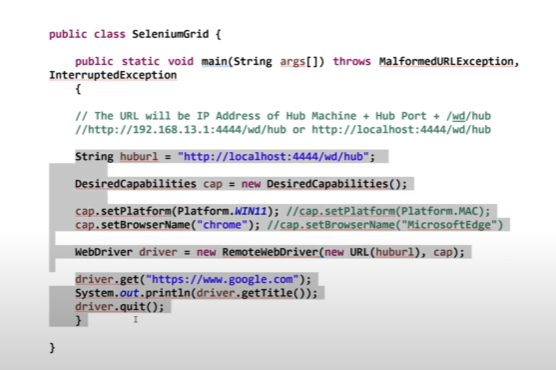 public class SeleniumGrid {
public static void main(String args[]) throws MalformedURLException,
InterruptedException
{
// The URL will be IP Address of Hub Machine + Hub Port + /wd/hub
//http://192.168.13.1:4444/wd/hub or http://localhost:4444/wd/hub
String huburl = "http://localhost:4444/wd/hub";
DesiredCapabilities cap = new DesiredCapabilities();
cap.setPlatform(Platform.WIN11); //cap.setPlatform(Platform.MAC);
cap.setBrowserName("chrome"); //cap.setBrowserName("MicrosoftEdge")
WebDriver driver = new RemoteWebDriver(new URL(huburl), cap);
driver.get("https://www.google.com");
System.out.println(driver.getTitle());
driver.quit();
}
}